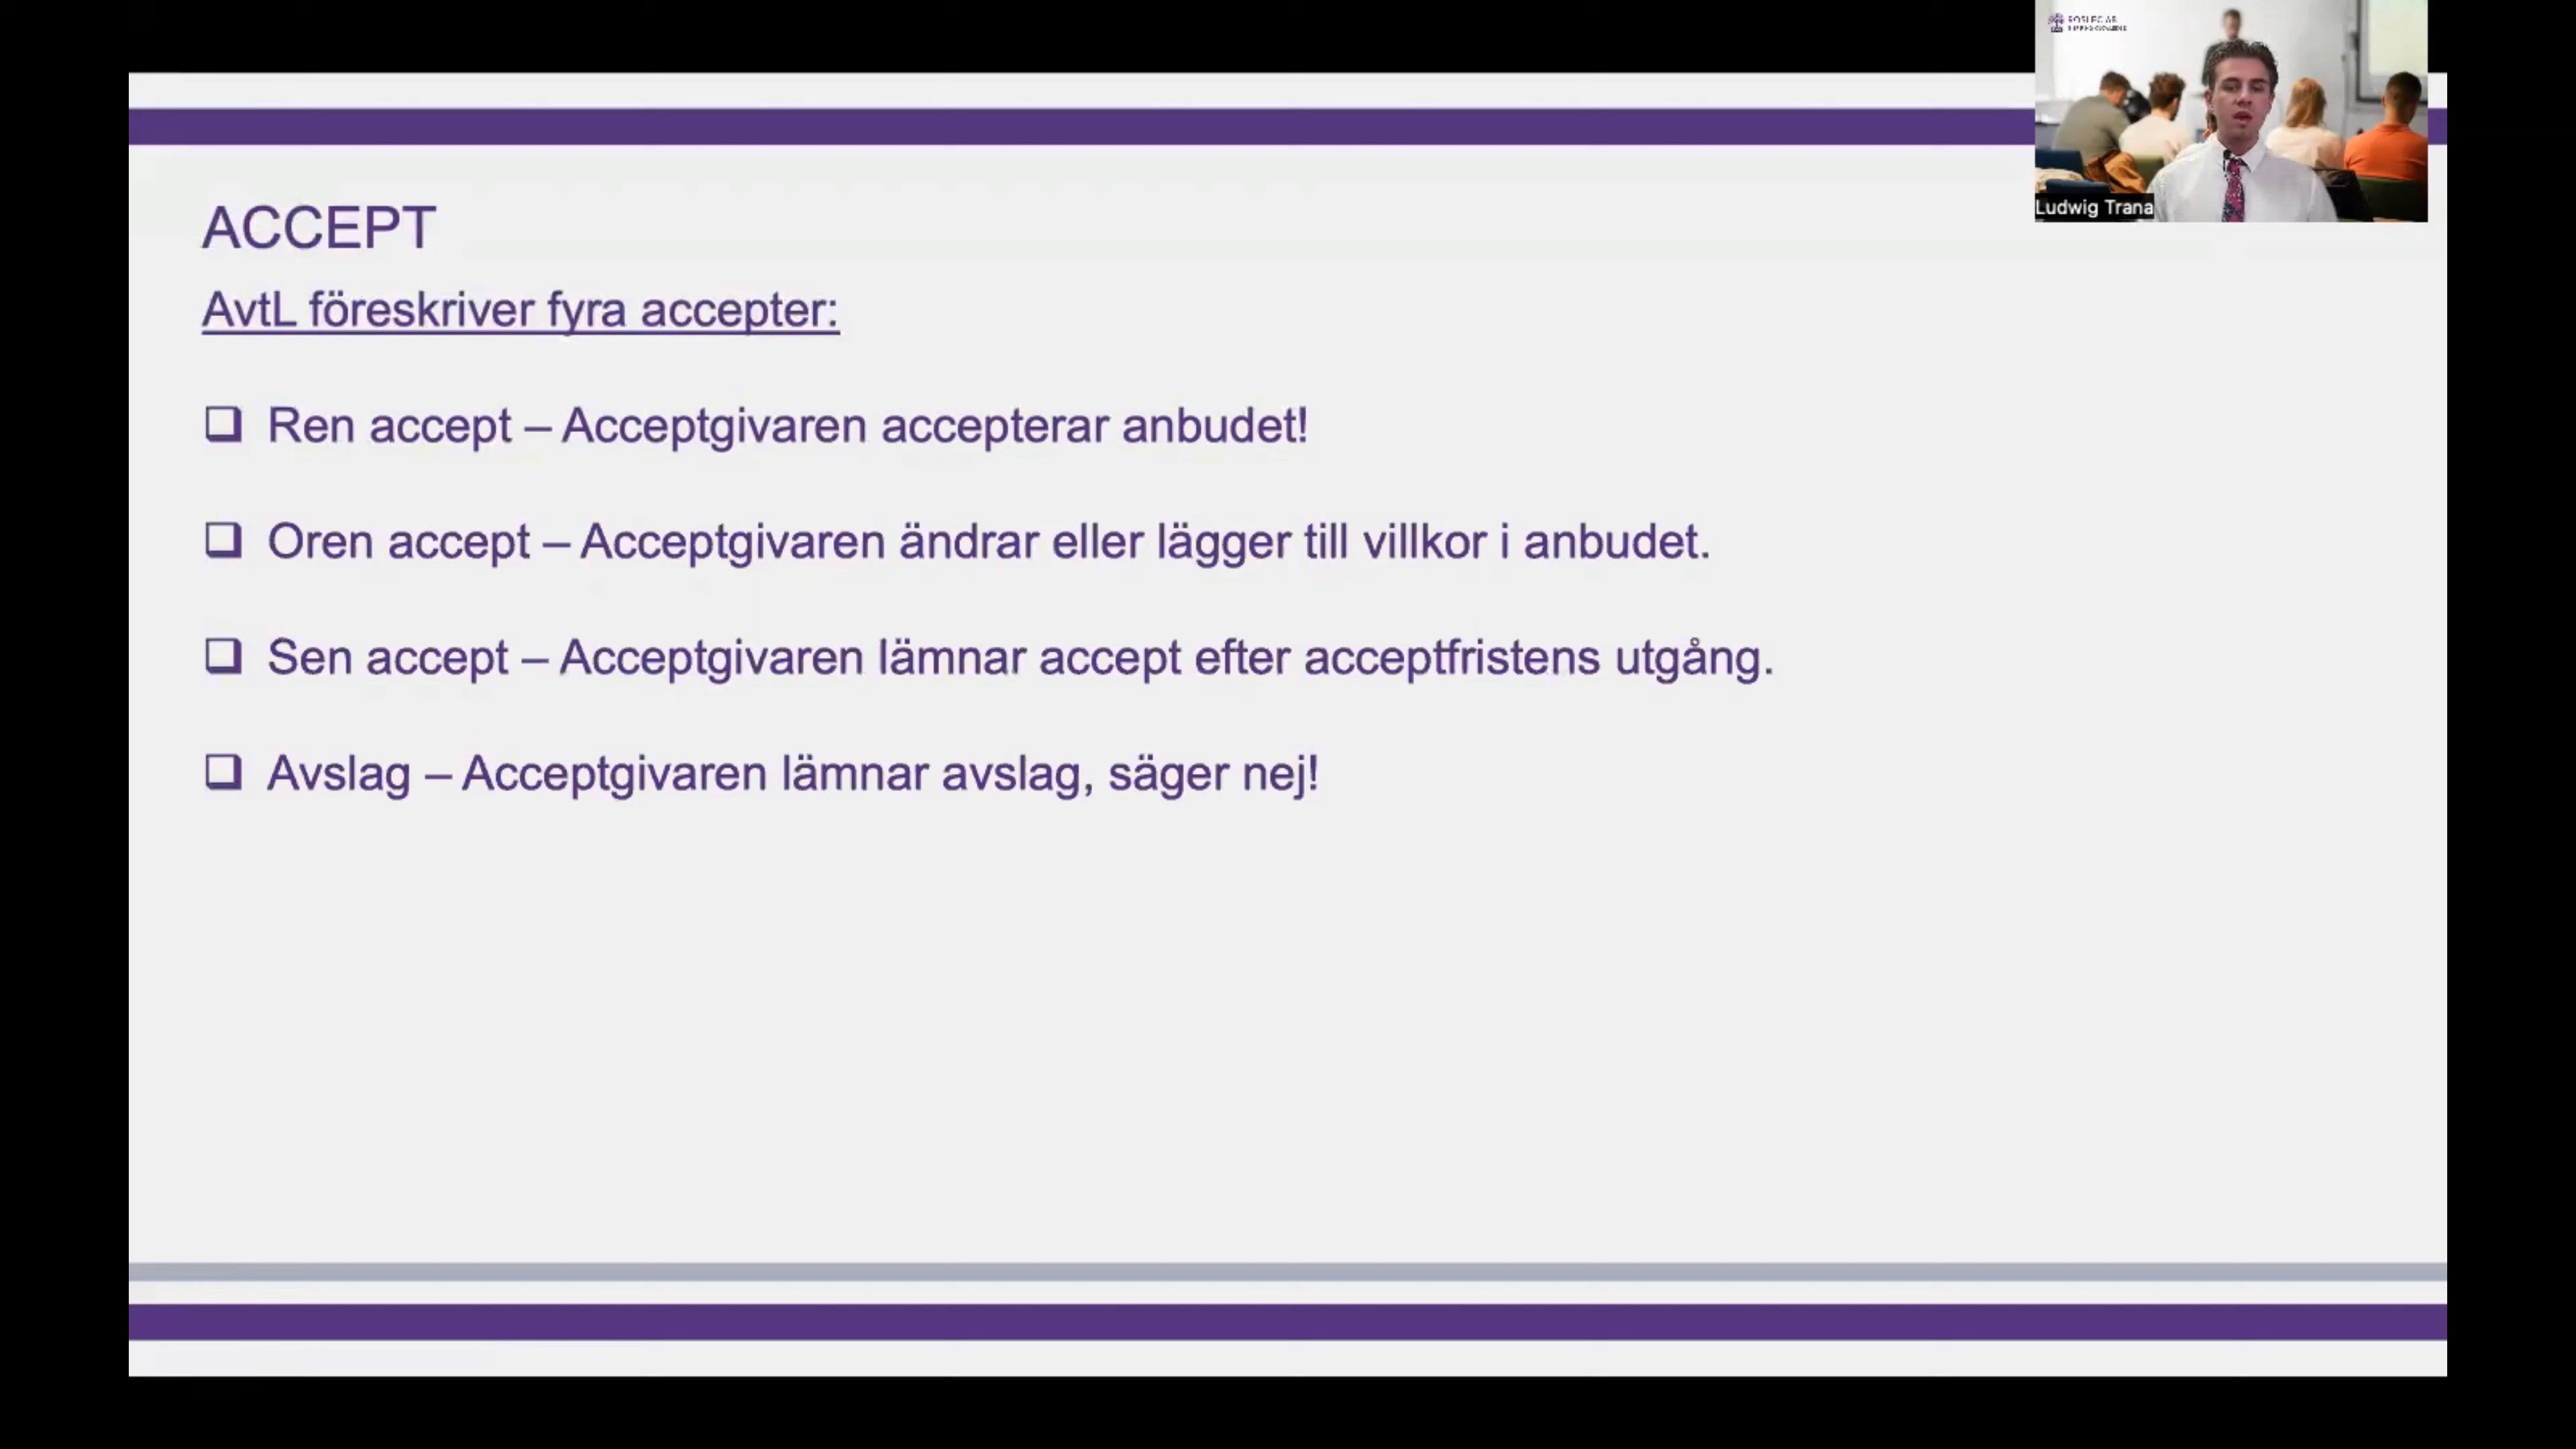 ACCEPT
AvtL föreskriver fyra accepter:
Ren accept – Acceptgivaren accepterar anbudet!
Oren accept – Acceptgivaren ändrar eller lägger till villkor i anbudet.
Sen accept – Acceptgivaren lämnar accept efter acceptfristens utgång.
Avslag – Acceptgivaren lämnar avslag, säger nej!
Ludwig Trana